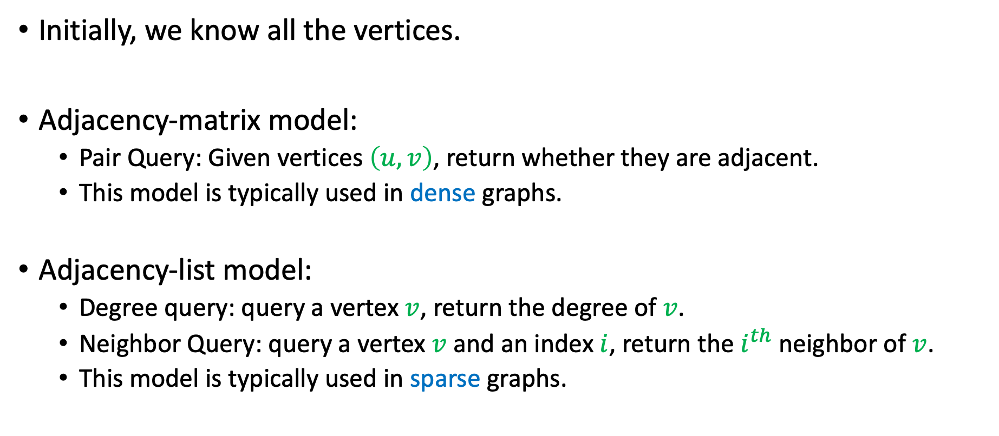 • Initially, we know all the vertices.
• Adjacency-matrix model:
• Pair Query: Given vertices (u, v), return whether they are adjacent.
• This model is typically used in dense graphs.
• Adjacency-list model:
• Degree query: query a vertex v, return the degree of v.
• Neighbor Query: query a vertex v and an index i, return the i^{th} neighbor of v.
• This model is typically used in sparse graphs.